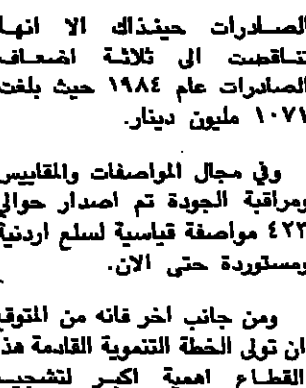 الصادرات حينذاك الا انها
تناقصت الى ثلاثة اضعاف
الصادرات عام ١٩٨٤ حيث بلغت
١٠٧١ مليون دينار.
وفي مجال المواصفات والمقاييس
ومراقبة الجودة تم اصدار حوالي
٤٢٣ مواصفة قياسية لسلع اردنية
ومستوردة حتى الان.
ومن جانب اخر فانه من المتوقع
ان تولى الخطة التنموية القادمة هذا
القطاع اهمية اكبر لتشجيع